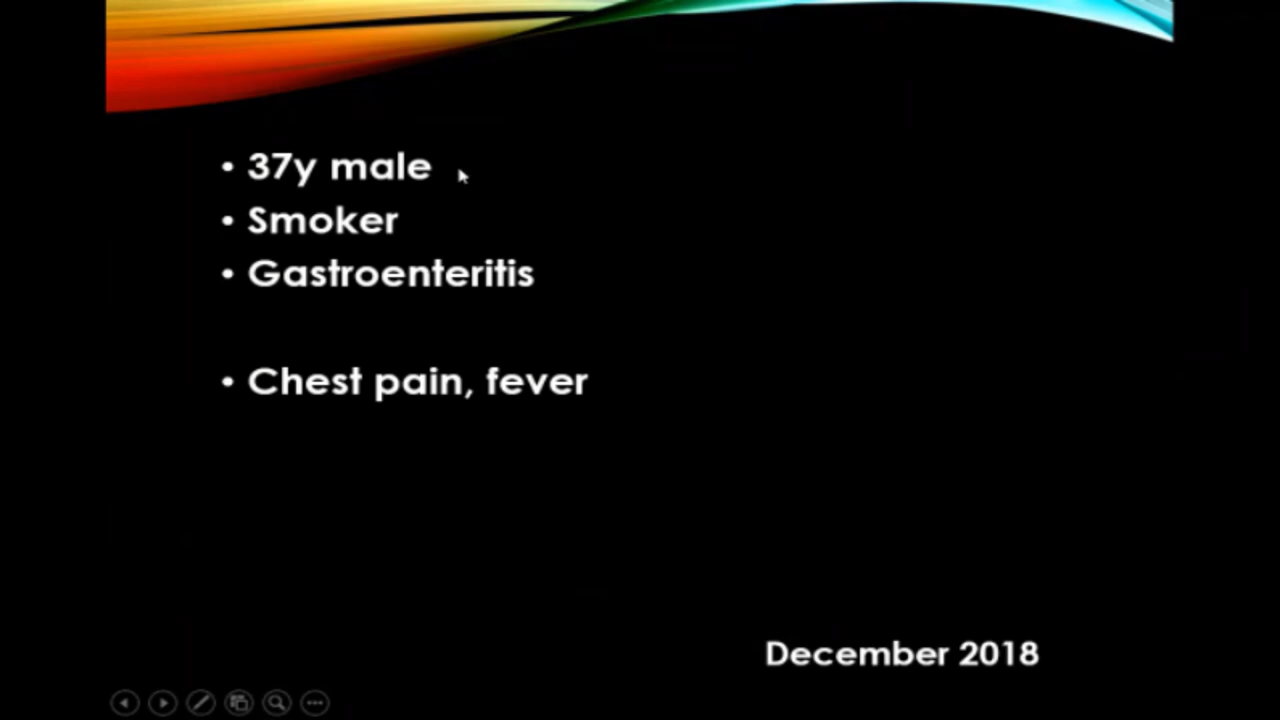 • 37y male
• Smoker
• Gastroenteritis
• Chest pain, fever
December 2018